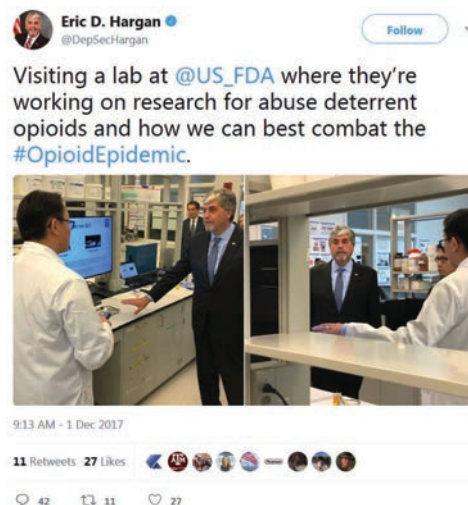 Eric D. Hargan
@DepSecHargan
Follow
Visiting a lab at @US_FDA where they're
working on research for abuse deterrent
opioids and how we can best combat the
#OpioidEpidemic.
9:13 AM - 1 Dec 2017
11 Retweets 27 Likes
42 11 27